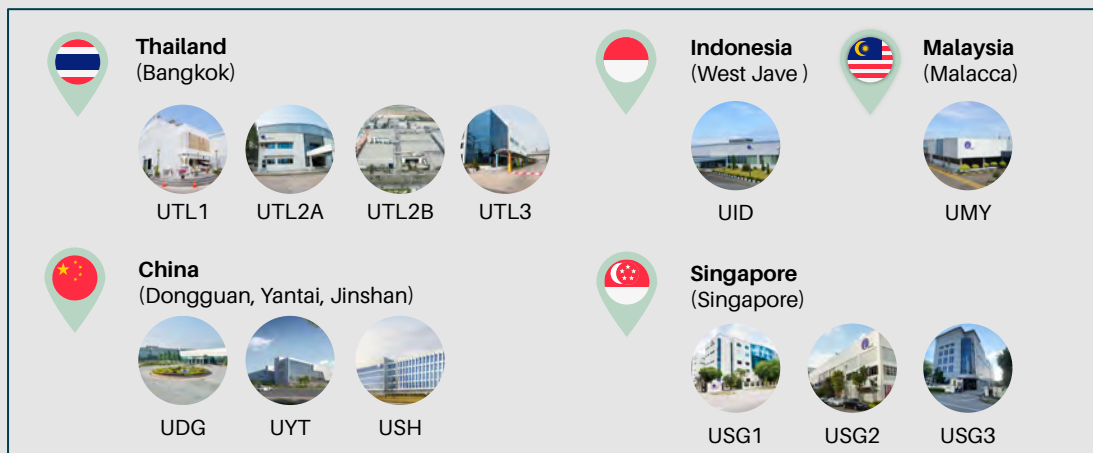 Thailand
(Bangkok)
UTL1 UTL2A UTL2B UTL3
Indonesia
(West Jave )
UID
Malaysia
(Malacca)
UMY
China
(Dongguan, Yantai, Jinshan)
UDG UYT USH
Singapore
(Singapore)
USG1 USG2 USG3